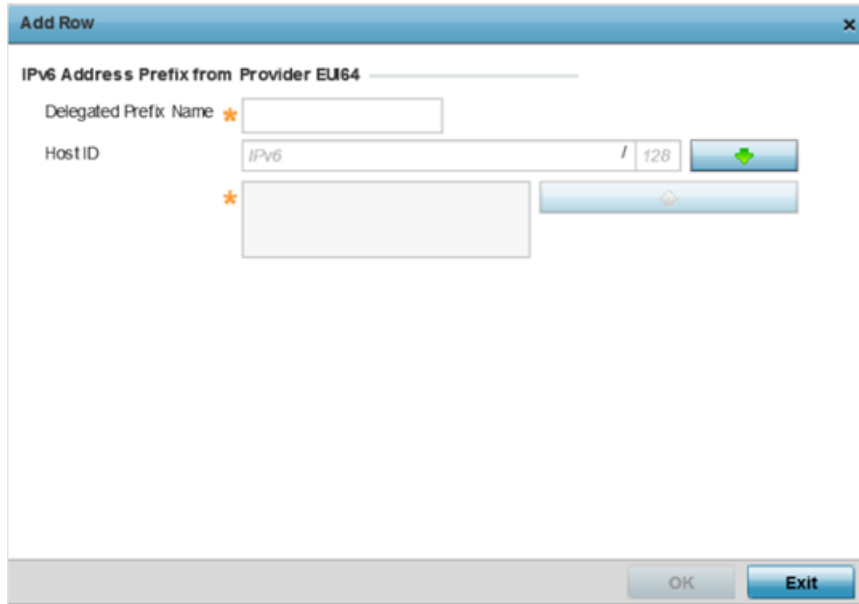 Add Row ×
IPv6 Address Prefix from Provider EUI64
Delegated Prefix Name *
Host ID IPv6 / 128
*
OK Exit